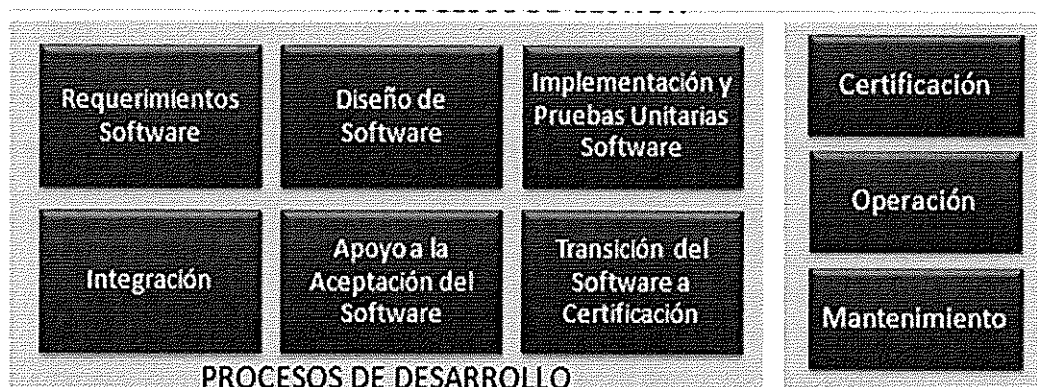 Requerimientos
Software
Diseño de
Software
Implementación y
Pruebas Unitarias
Software
Certificación
Operación
Integración
Apoyo a la
Aceptación del
Software
Transición del
Software a
Certificación
Mantenimiento
PROCESOS DE DESARROLLO